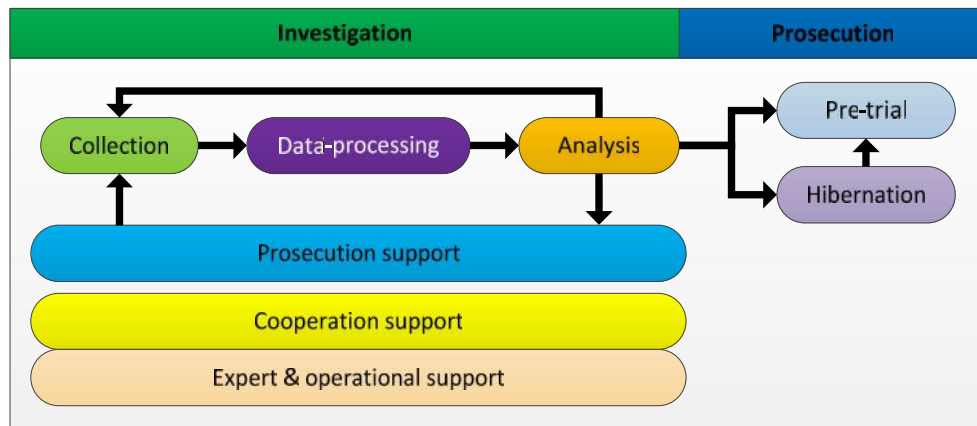 Investigation
Prosecution
Collection
Data-processing
Analysis
Pre-trial
Hibernation
Prosecution support
Cooperation support
Expert & operational support